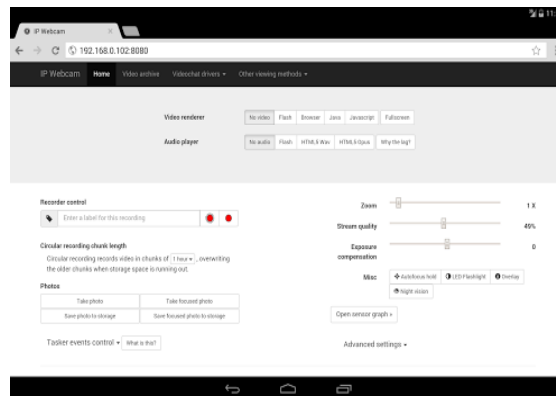 11:
IP Webcam
192.168.0.102:8080
IP Webcam Home Video archive Videochat drivers Other viewing methods
Video renderer No video Flash Browser Java Javascript Fullscreen
Audio player No audio Flash HTML5 Wav HTML5 Opus Why the lag?
Recorder control
Enter a label for this recording
Circular recording chunk length
Circular recording records video in chunks of 1 hour , overwriting
the older chunks when storage space is running out.
Photos
Take photo Take focused photo
Save photo to storage Save focused photo to storage
Tasker events control What is this?
Zoom 1 X
Stream quality 49%
Exposure compensation 0
Misc Autofocus hold LED Flashlight Overlay
Night vision
Open sensor graph »
Advanced settings